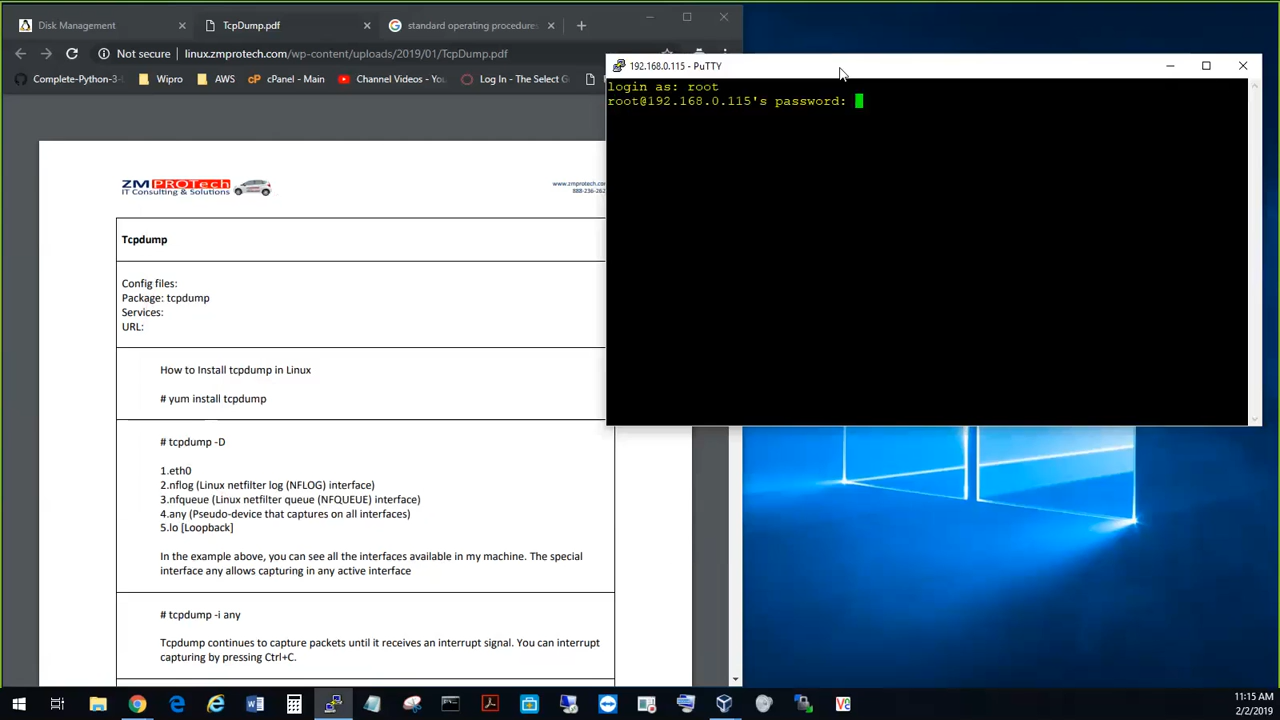 Disk Management
TcpDump.pdf
standard operating procedures
Not secure
linux.zmprotech.com/wp-content/uploads/2019/01/TcpDump.pdf
Complete-Python-3-
Wipro
AWS
cPanel - Main
Channel Videos - You
Log In - The Select G
192.168.0.115 - PuTTY
login as: root
root@192.168.0.115's password:
ZMPROTech
IT Consulting & Solutions
www.zmprotech.co
888-236-262
Tcpdump
Config files:
Package: tcpdump
Services:
URL:
How to Install tcpdump in Linux
# yum install tcpdump
# tcpdump -D
1.eth0
2.nflog (Linux netfilter log (NFLOG) interface)
3.nfqueue (Linux netfilter queue (NFQUEUE) interface)
4.any (Pseudo-device that captures on all interfaces)
5.lo [Loopback]
In the example above, you can see all the interfaces available in my machine. The special
interface any allows capturing in any active interface
# tcpdump -i any
Tcpdump continues to capture packets until it receives an interrupt signal. You can interrupt
capturing by pressing Ctrl+C.
11:15 AM
2/2/2019